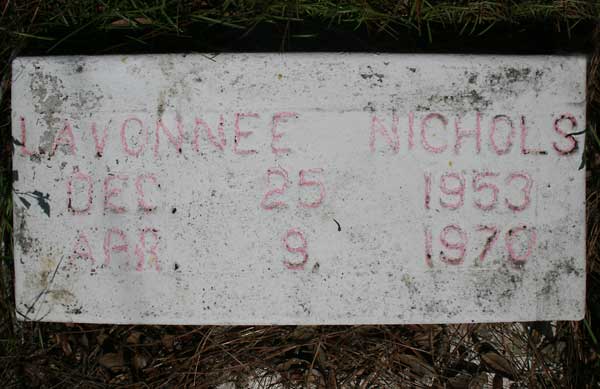 LAVONNEE NICHOLS
DEC 25 1953
APR 9 1970